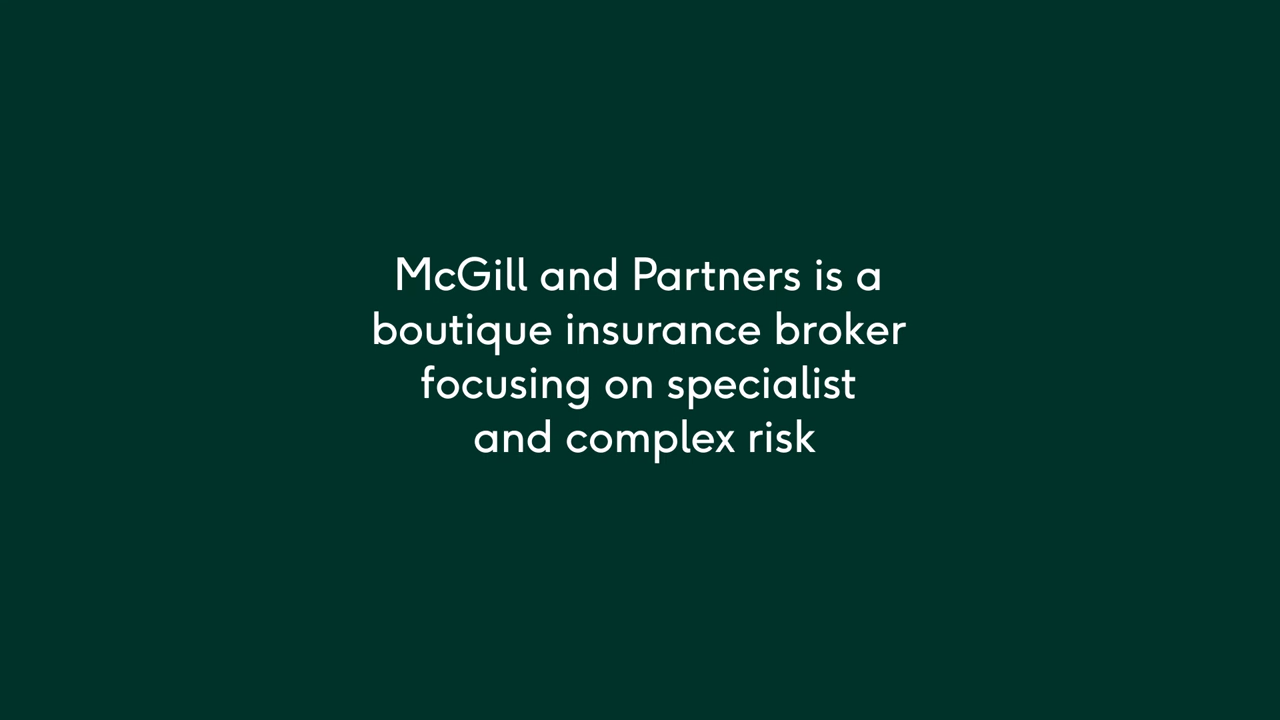 McGill and Partners is a
boutique insurance broker
focusing on specialist
and complex risk